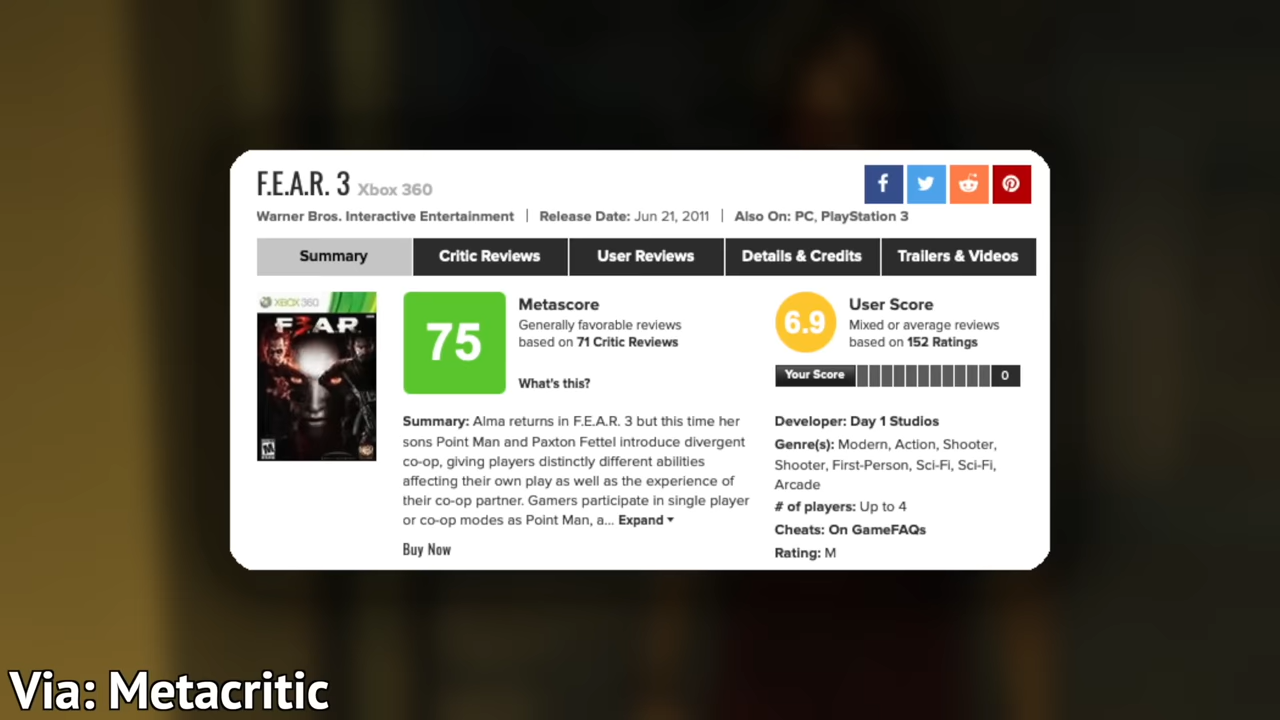 F.E.A.R. 3 Xbox 360
Warner Bros. Interactive Entertainment | Release Date: Jun 21, 2011 | Also On: PC, PlayStation 3
Summary Critic Reviews User Reviews Details & Credits Trailers & Videos
XBOX 360
F.E.A.R.
75
Metascore
Generally favorable reviews
based on 71 Critic Reviews
What's this?
6.9
User Score
Mixed or average reviews
based on 152 Ratings
Your Score 0
Summary: Alma returns in F.E.A.R. 3 but this time her
sons Point Man and Paxton Fettel introduce divergent
co-op, giving players distinctly different abilities
affecting their own play as well as the experience of
their co-op partner. Gamers participate in single player
or co-op modes as Point Man, a... Expand
Buy Now
Developer: Day 1 Studios
Genre(s): Modern, Action, Shooter,
Shooter, First-Person, Sci-Fi, Sci-Fi,
Arcade
# of players: Up to 4
Cheats: On GameFAQs
Rating: M
Via: Metacritic